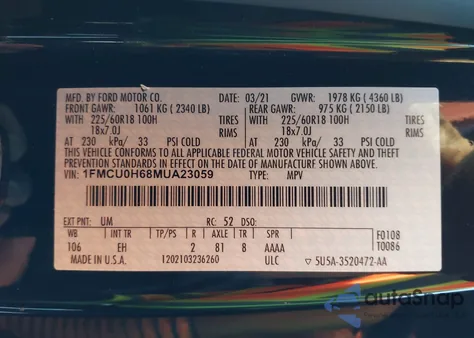 MFD. BY FORD MOTOR CO. DATE: 03/21 GVWR: 1978 KG ( 4360 LB)
FRONT GAWR: 1061 KG ( 2340 LB) REAR GAWR: 975 KG ( 2150 LB)
WITH 225/60R18 100H TIRES WITH 225/60R18 100H TIRES
18x7.0J RIMS 18x7.0J RIMS
AT 230 kPa/ 33 PSI COLD AT 230 kPa/ 33 PSI COLD
THIS VEHICLE CONFORMS TO ALL APPLICABLE FEDERAL MOTOR VEHICLE SAFETY AND BUMPER
AND THEFT PREVENTION STANDARDS IN EFFECT ON THE DATE OF MANUFACTURE SHOWN ABOVE.
VIN: 1FMCU0H68MUA23059 TYPE: MPV
EXT PNT: UM RC: 52 DSO:
WB INT TR TP/PS R AXLE TR SPR F0108
106 EH 2 81 8 AAAA T0086
MADE IN U.S.A. I202103236260 ULC 5U5A-3520472-AA
autosnap